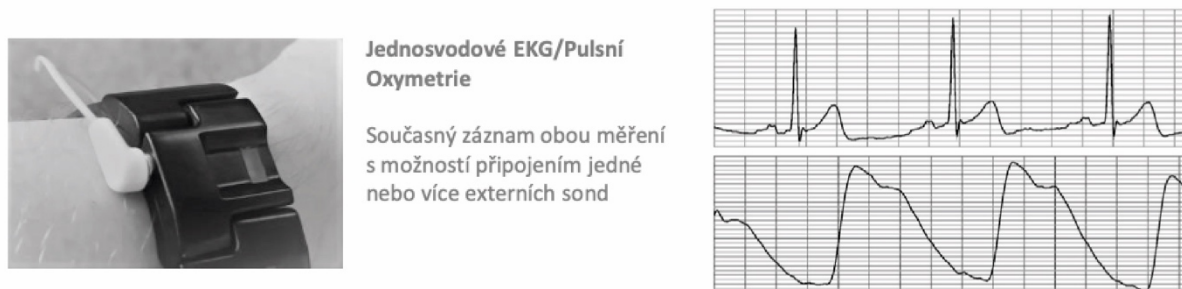 Jednosvodové EKG/Pulsní
Oxymetrie
Současný záznam obou měření
s možností připojením jedné
nebo více externích sond